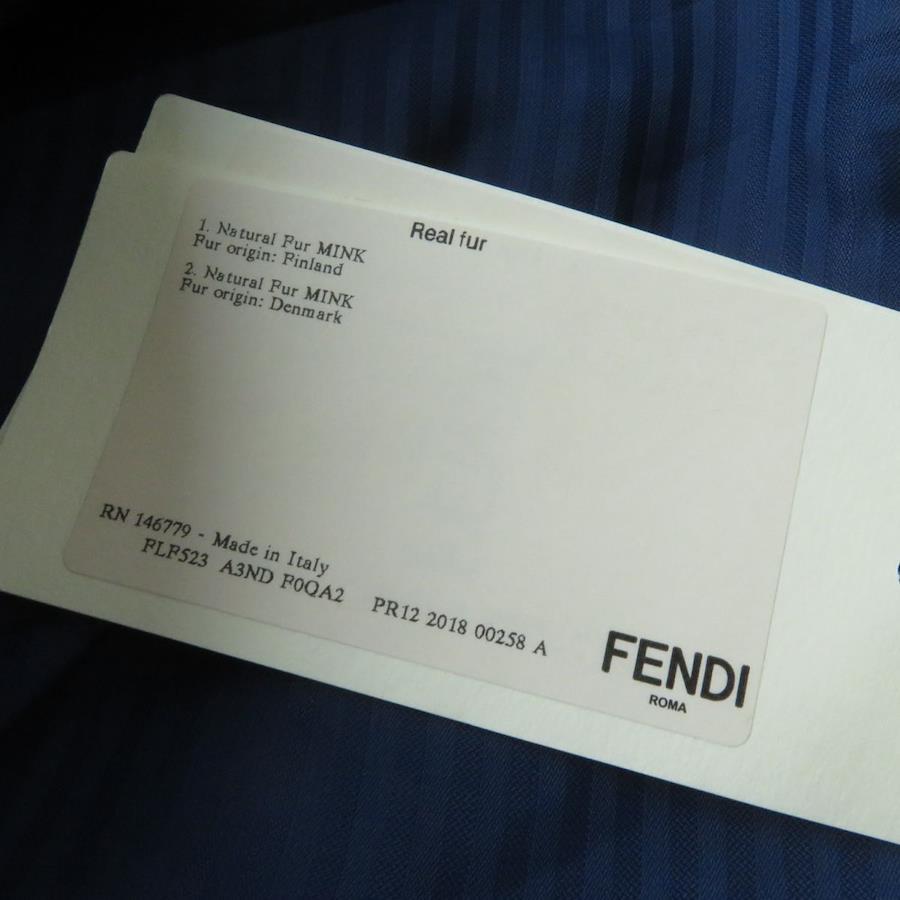 Real fur
1. Natural Fur MINK
Fur origin: Finland
2. Natural Fur MINK
Fur origin: Denmark
RN 146779 - Made in Italy
FLF523 A3ND F0QA2 PR12 2018 00258 A
FENDI
ROMA